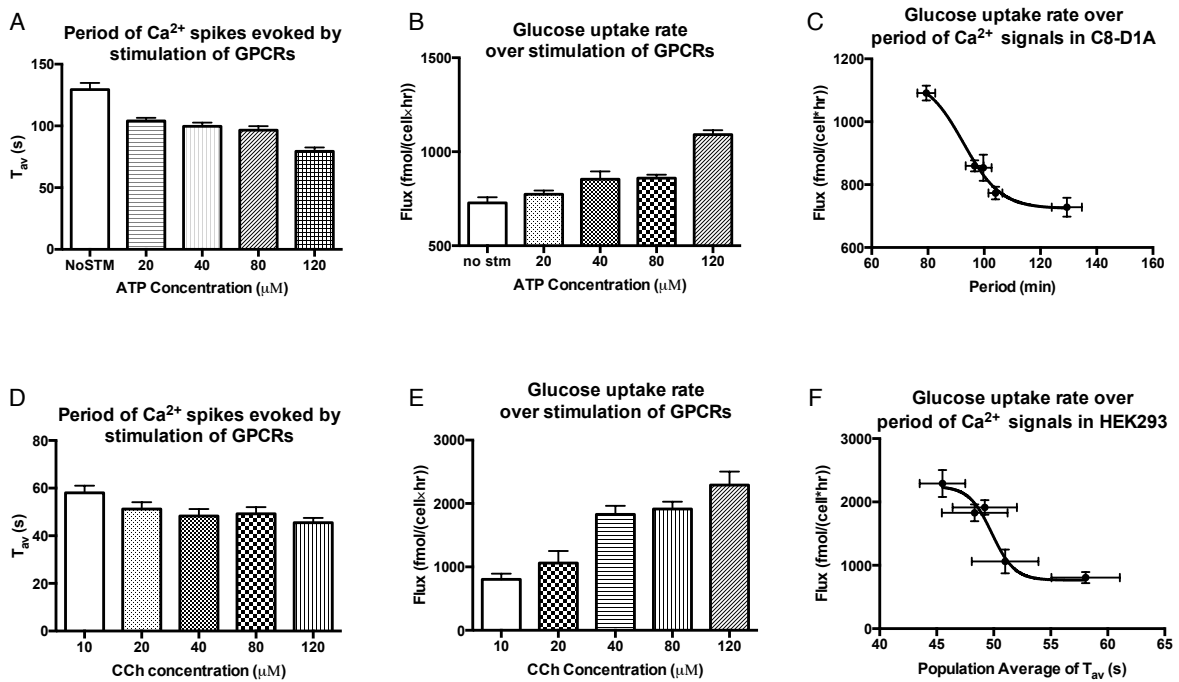 A
Period of Ca2+ spikes evoked by
stimulation of GPCRs
150
100
50
0
Tav (s)
NoSTM
20
40
80
120
ATP Concentration (μM)
B
Glucose uptake rate
over stimulation of GPCRs
1500
1000
500
Flux (fmol/(cell×hr))
no stm
20
40
80
120
ATP Concentration (μM)
C
Glucose uptake rate over
period of Ca2+ signals in C8-D1A
1200
1000
800
600
Flux (fmol/(cell*hr))
60
80
100
120
140
160
Period (min)
D
Period of Ca2+ spikes evoked by
stimulation of GPCRs
80
60
40
20
0
Tav (s)
10
20
40
80
120
CCh concentration (μM)
E
Glucose uptake rate
over stimulation of GPCRs
3000
2000
1000
0
Flux (fmol/(cell×hr))
10
20
40
80
120
CCh Concentration (μM)
F
Glucose uptake rate over
period of Ca2+ signals in HEK293
3000
2000
1000
0
Flux (fmol/(cell*hr))
40
45
50
55
60
65
Population Average of Tav (s)